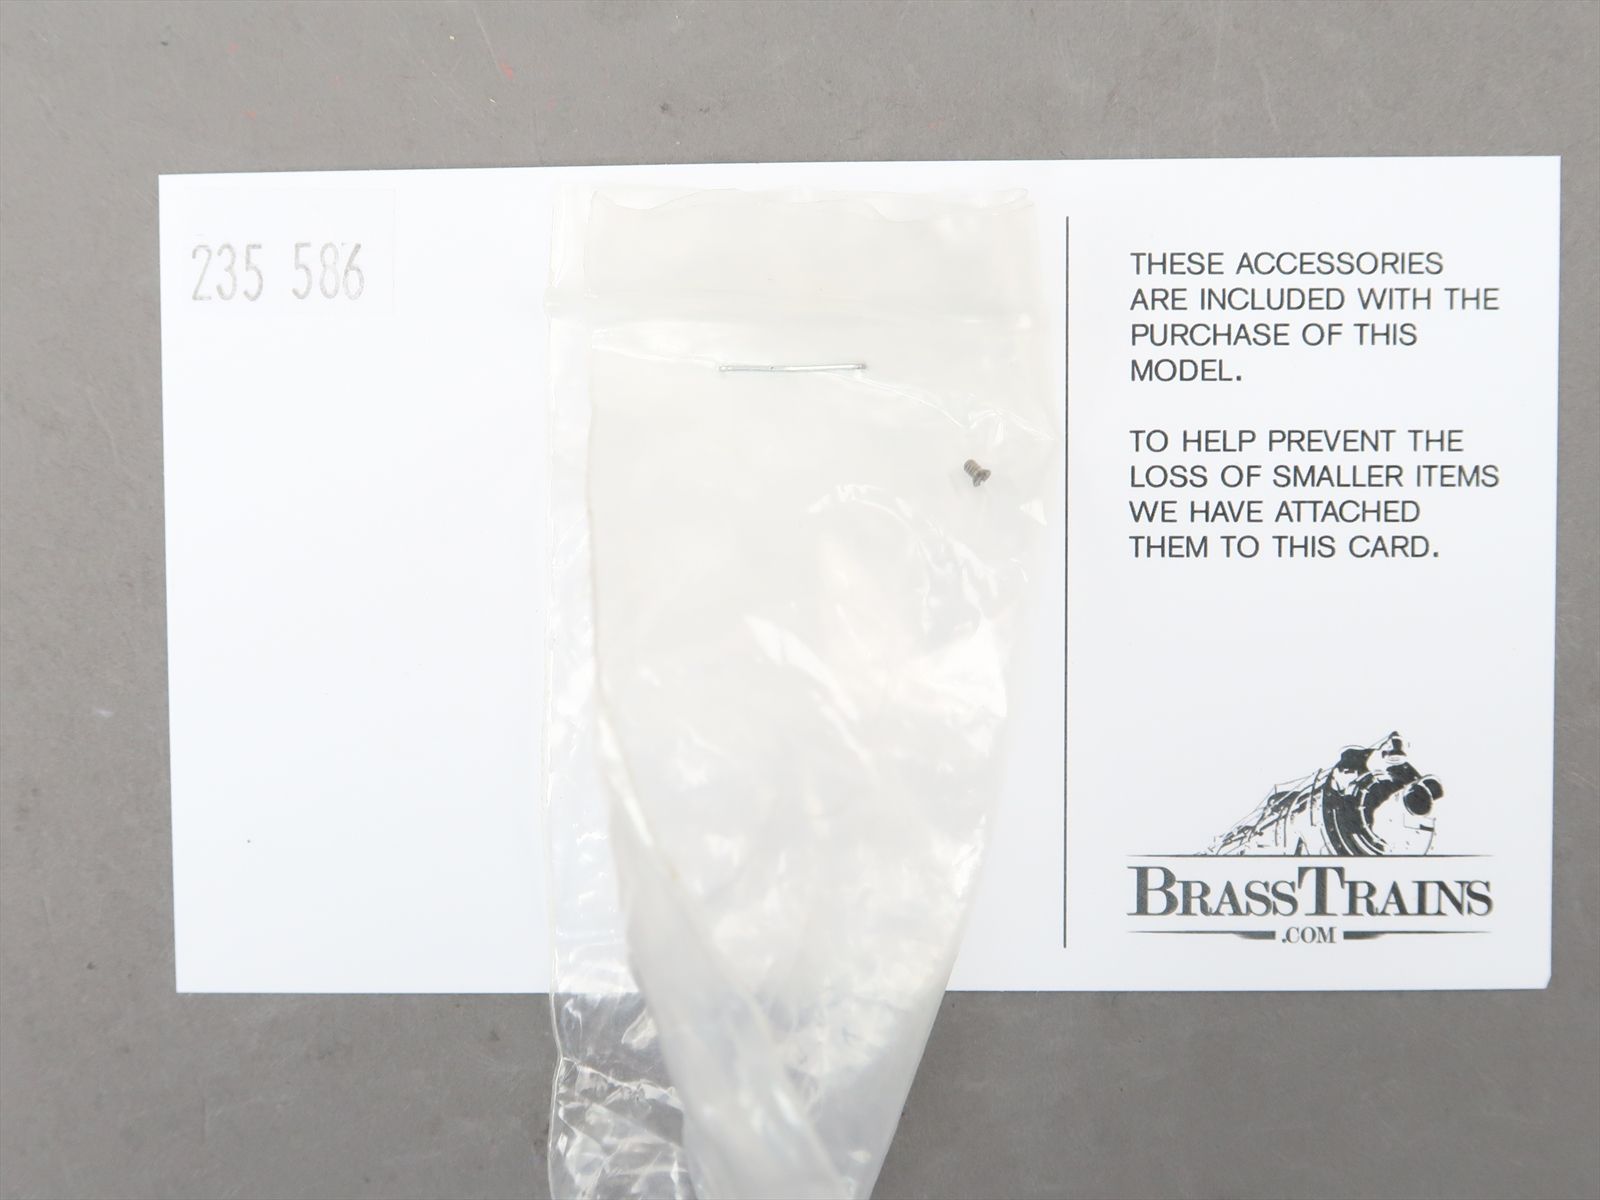 235 586
THESE ACCESSORIES
ARE INCLUDED WITH THE
PURCHASE OF THIS
MODEL.
TO HELP PREVENT THE
LOSS OF SMALLER ITEMS
WE HAVE ATTACHED
THEM TO THIS CARD.
BRASSTRAINS
.COM